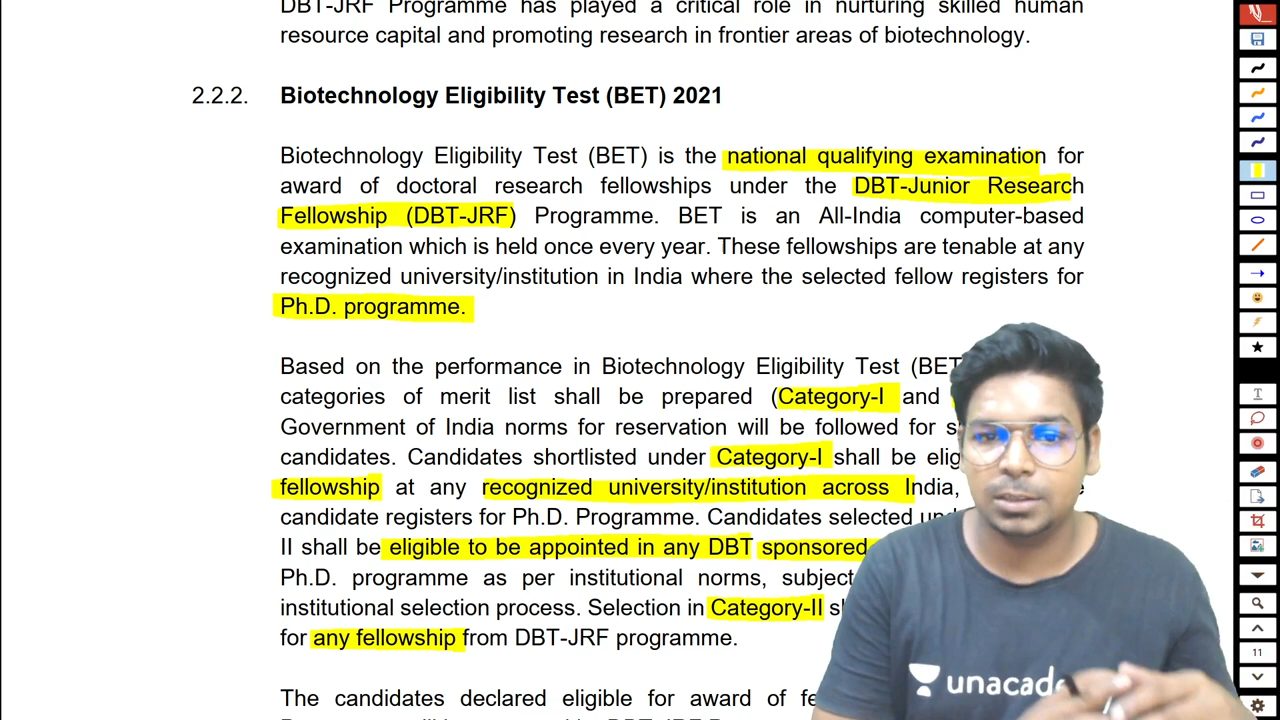 DBT-JRF Programme has played a critical role in nurturing skilled human
resource capital and promoting research in frontier areas of biotechnology.
2.2.2. Biotechnology Eligibility Test (BET) 2021
Biotechnology Eligibility Test (BET) is the national qualifying examination for
award of doctoral research fellowships under the DBT-Junior Research
Fellowship (DBT-JRF) Programme. BET is an All-India computer-based
examination which is held once every year. These fellowships are tenable at any
recognized university/institution in India where the selected fellow registers for
Ph.D. programme.
Based on the performance in Biotechnology Eligibility Test (BET
categories of merit list shall be prepared (Category-I and
Government of India norms for reservation will be followed for s
candidates. Candidates shortlisted under Category-I shall be elig
fellowship at any recognized university/institution across India,
candidate registers for Ph.D. Programme. Candidates selected
II shall be eligible to be appointed in any DBT sponsored
Ph.D. programme as per institutional norms, subject
institutional selection process. Selection in Category-II
for any fellowship from DBT-JRF programme.
The candidates declared eligible for award of
unacade
11